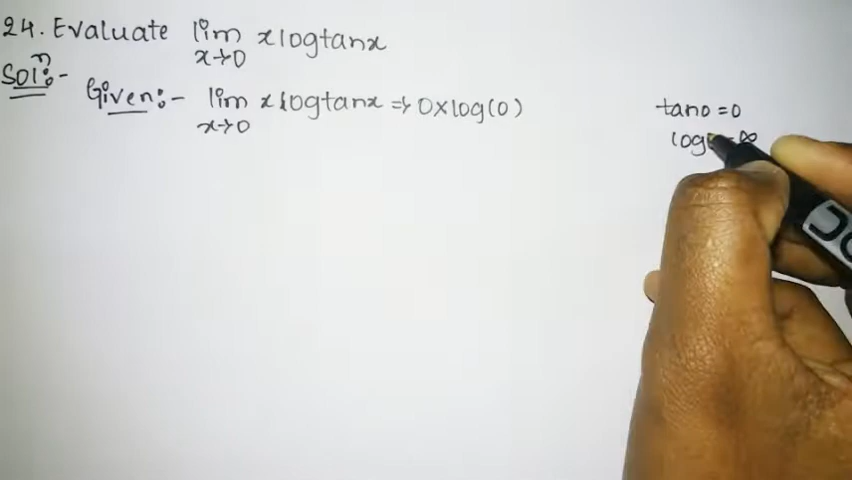 24. Evaluate lim x→0 x log tan x
Soln:-
Given:- lim x→0 x log tan x ⇒ 0 × log(0)
tan 0 = 0
log = ∞